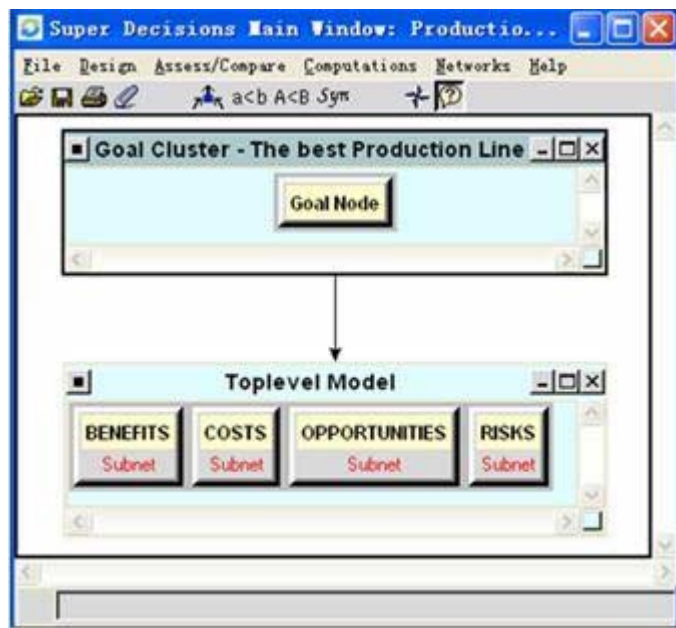 Super Decisions Main Window: Productio...
File Design Assess/Compare Computations Networks Help
a<b A<B Sym
Goal Cluster - The best Production Line
Goal Node
Toplevel Model
BENEFITS COSTS OPPORTUNITIES RISKS
Subnet Subnet Subnet Subnet